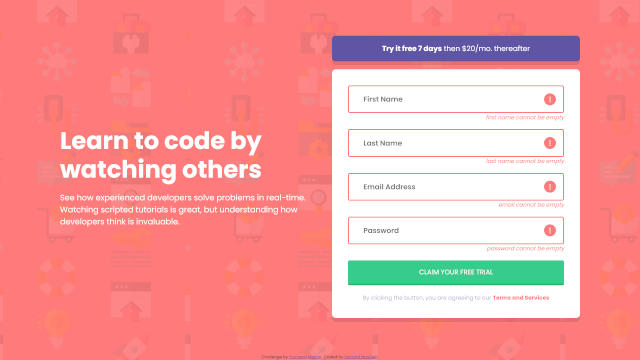 Try it free 7 days then $20/mo. thereafter
Learn to code by
watching others
See how experienced developers solve problems in real-time.
Watching scripted tutorials is great, but understanding how
developers think is invaluable.
First Name
!
first name cannot be empty
Last Name
!
last name cannot be empty
Email Address
!
email cannot be empty
Password
!
password cannot be empty
CLAIM YOUR FREE TRIAL
By clicking the button, you are agreeing to our Terms and Services
Challenge by Frontend Mentor. Coded by